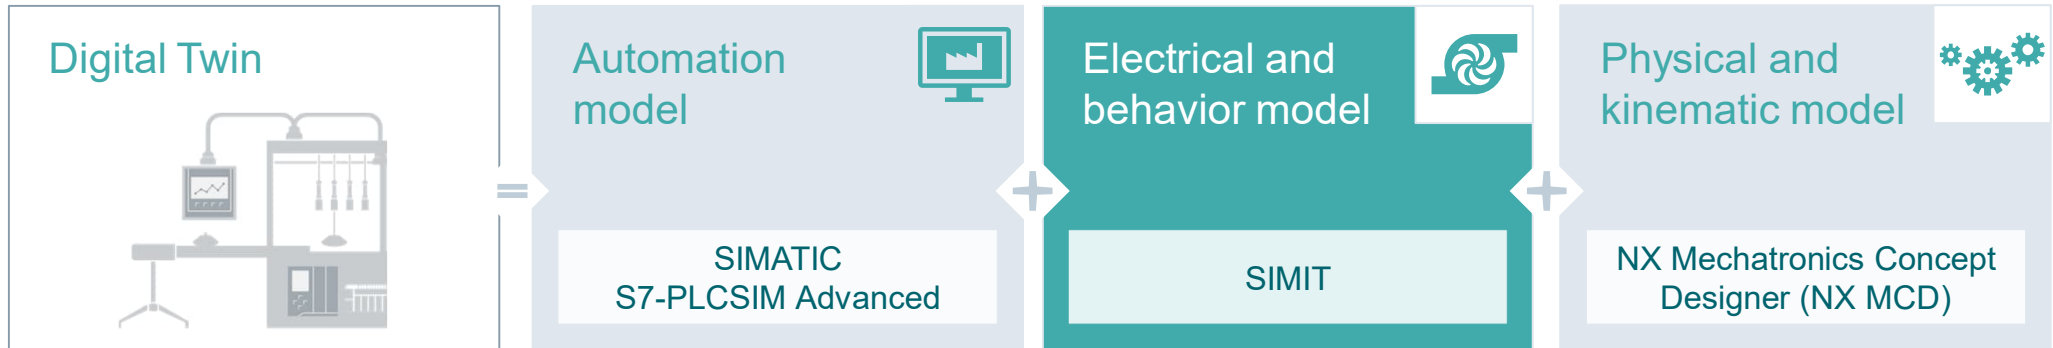 Digital Twin
Automation
model
SIMATIC
S7-PLCSIM Advanced
Electrical and
behavior model
SIMIT
Physical and
kinematic model
NX Mechatronics Concept
Designer (NX MCD)